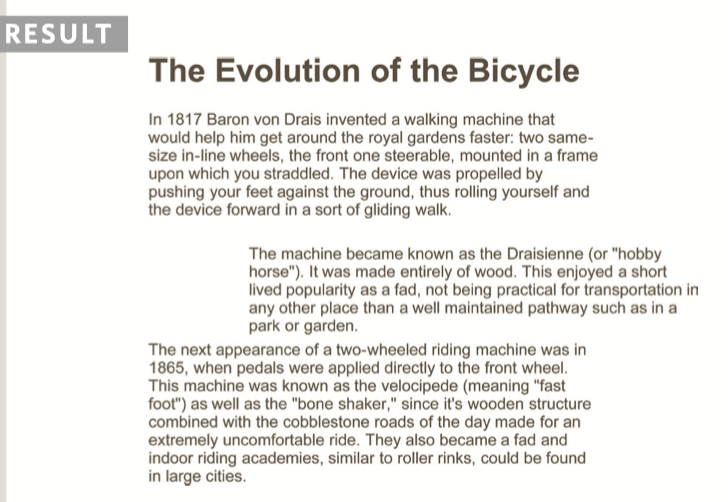 RESULT
The Evolution of the Bicycle
In 1817 Baron von Drais invented a walking machine that
would help him get around the royal gardens faster: two same-
size in-line wheels, the front one steerable, mounted in a frame
upon which you straddled. The device was propelled by
pushing your feet against the ground, thus rolling yourself and
the device forward in a sort of gliding walk.
The machine became known as the Draisienne (or "hobby
horse"). It was made entirely of wood. This enjoyed a short
lived popularity as a fad, not being practical for transportation in
any other place than a well maintained pathway such as in a
park or garden.
The next appearance of a two-wheeled riding machine was in
1865, when pedals were applied directly to the front wheel.
This machine was known as the velocipede (meaning "fast
foot") as well as the "bone shaker," since it's wooden structure
combined with the cobblestone roads of the day made for an
extremely uncomfortable ride. They also became a fad and
indoor riding academies, similar to roller rinks, could be found
in large cities.